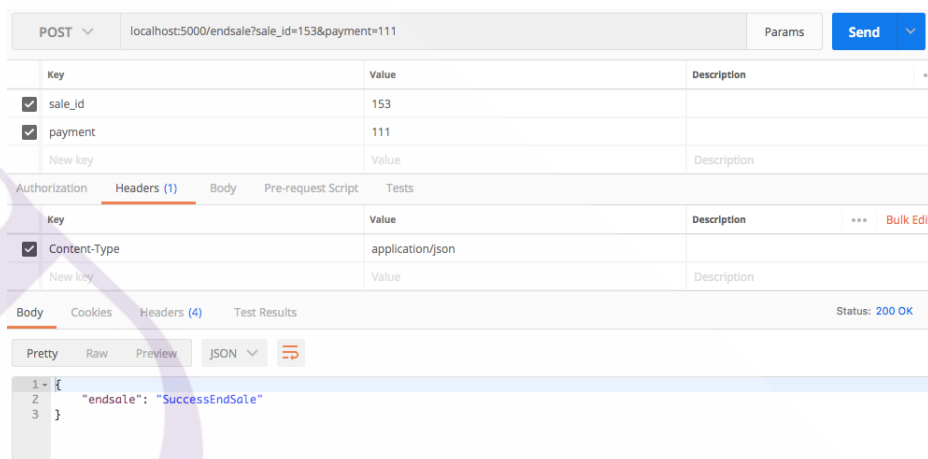 POST localhost:5000/endsale?sale_id=153&payment=111 Params Send
Key Value Description
sale_id 153
payment 111
New key Value Description
Authorization Headers (1) Body Pre-request Script Tests
Key Value Description ••• Bulk Edi
Content-Type application/json
New key Value Description
Body Cookies Headers (4) Test Results Status: 200 OK
Pretty Raw Preview JSON
1 {
2 "endsale": "SuccessEndSale"
3 }